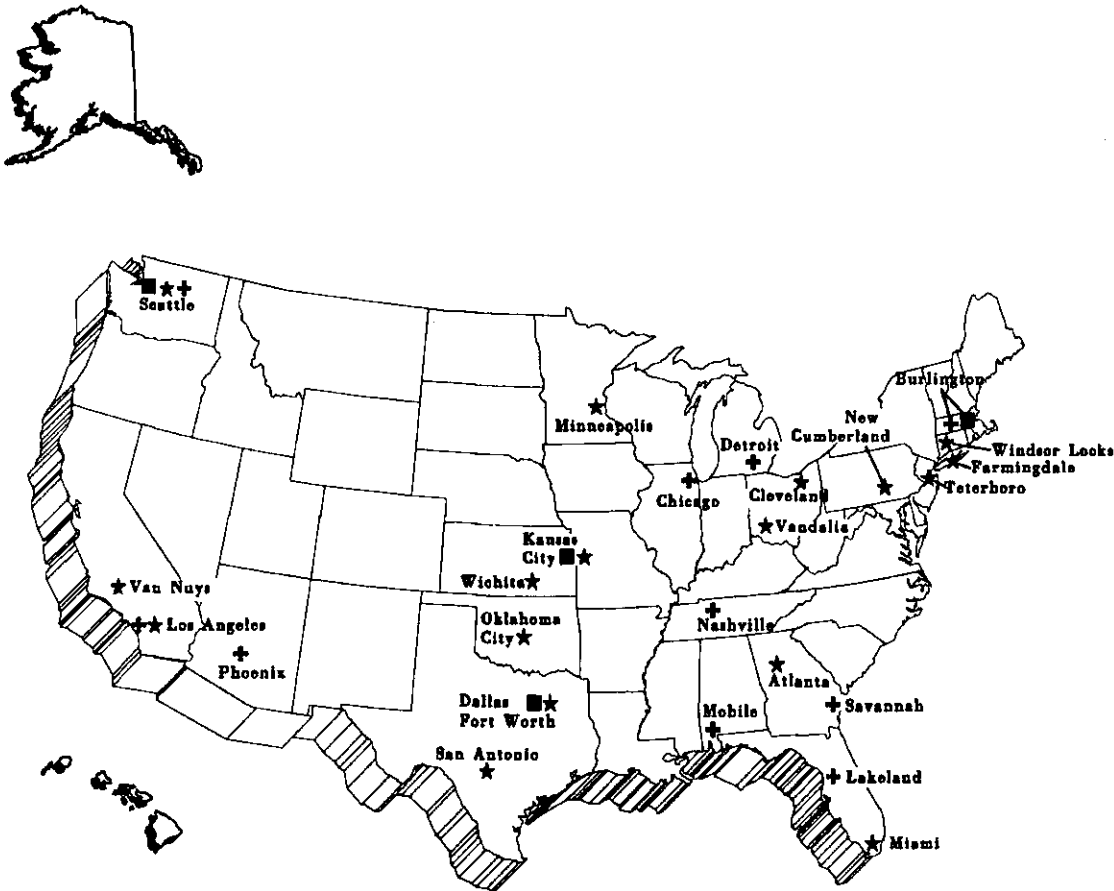 Seattle
Burlington
Minneapolis
New
Cumberland
Detroit
Windsor Locks
Farmingdale
Teterboro
Chicago
Cleveland
Vandalia
Kansas
City
Wichita
Van Nuys
Oklahoma
City
Nashville
Los Angeles
Phoenix
Atlanta
Dallas
Fort Worth
Savannah
Mobile
San Antonio
Lakeland
Miami